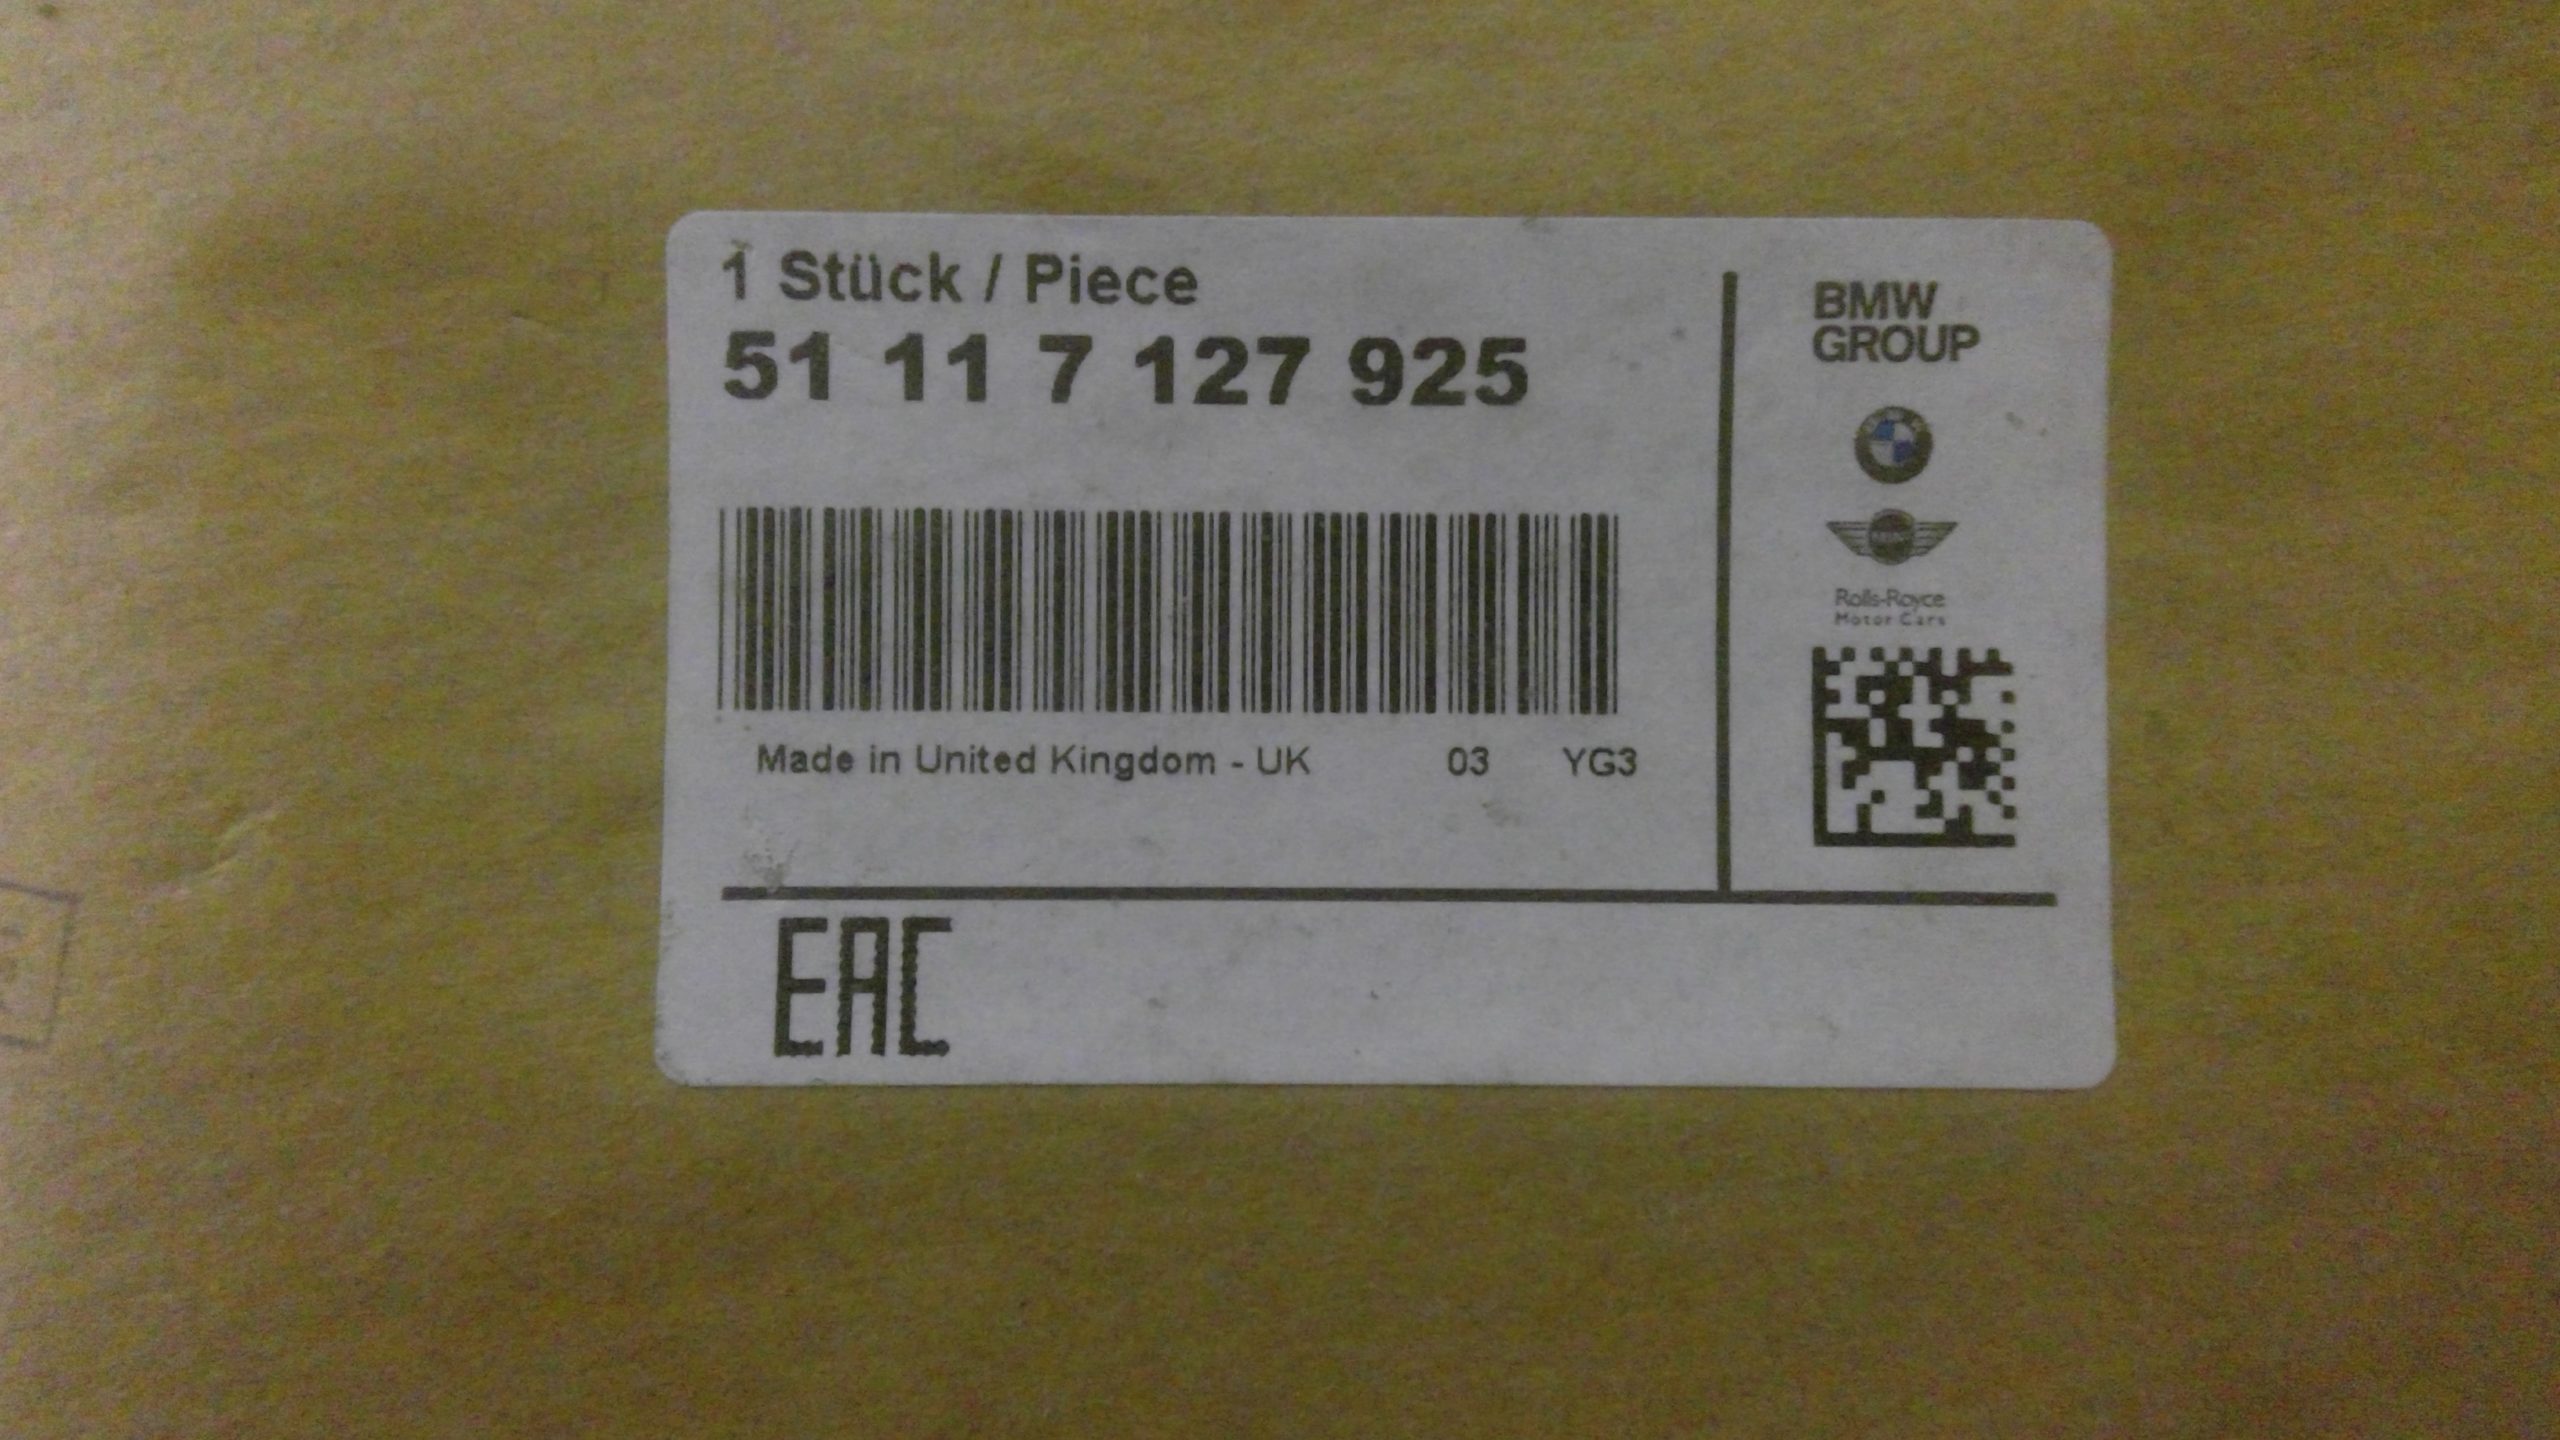 1 Stück / Piece
51 11 7 127 925
Made in United Kingdom - UK 03 YG3
BMW
GROUP
Rolls-Royce
Motor Cars
EAC